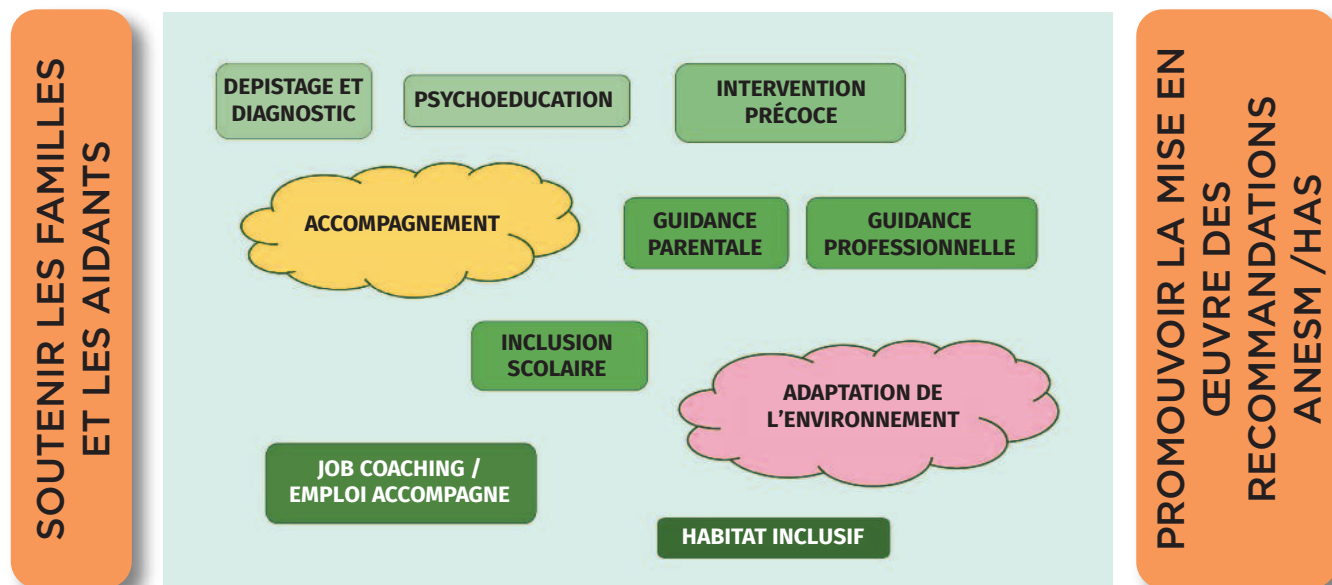 SOUTENIR LES FAMILLES
ET LES AIDANTS
DEPISTAGE ET
DIAGNOSTIC
PSYCHOEDUCATION
INTERVENTION
PRÉCOCE
ACCOMPAGNEMENT
GUIDANCE
PARENTALE
GUIDANCE
PROFESSIONNELLE
INCLUSION
SCOLAIRE
ADAPTATION DE
L'ENVIRONNEMENT
JOB COACHING /
EMPLOI ACCOMPAGNE
HABITAT INCLUSIF
PROMOUVOIR LA MISE EN
ŒUVRE DES
RECOMMANDATIONS
ANESM /HAS